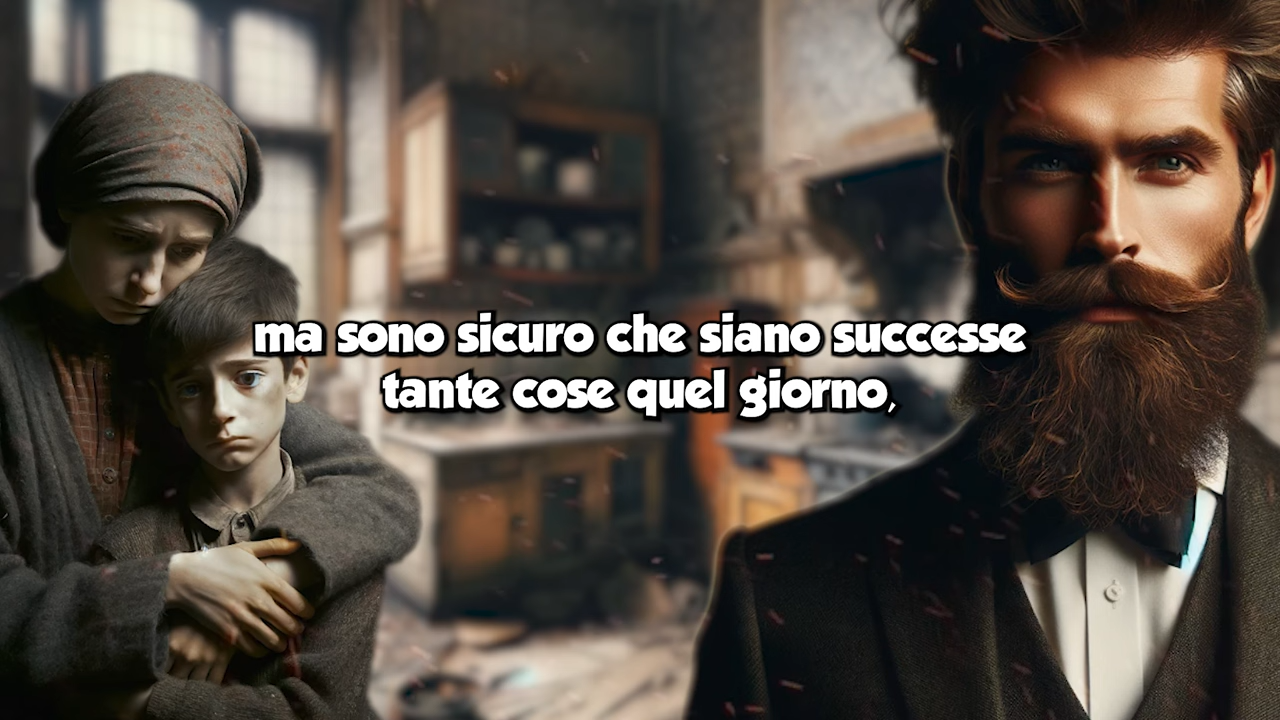 ma sono sicuro che siano successe
tante cose quel giorno,